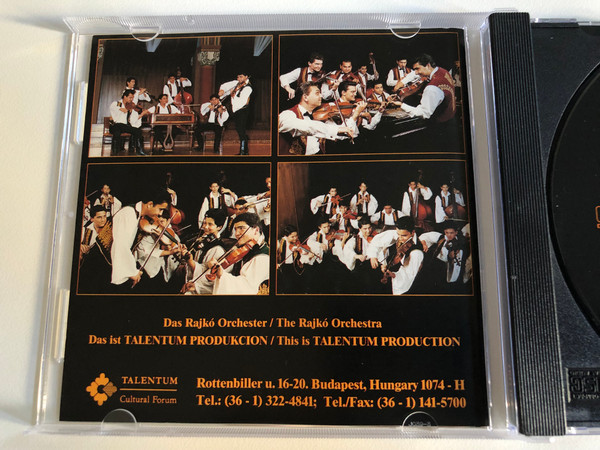 Das Rajkó Orchester / The Rajkó Orchestra
Das ist TALENTUM PRODUKCION / This is TALENTUM PRODUCTION
TALENTUM
Cultural Forum
Rottenbiller u. 16-20. Budapest, Hungary 1074 - H
Tel.: (36 - 1) 322-4841; Tel./Fax: (36 - 1) 141-5700